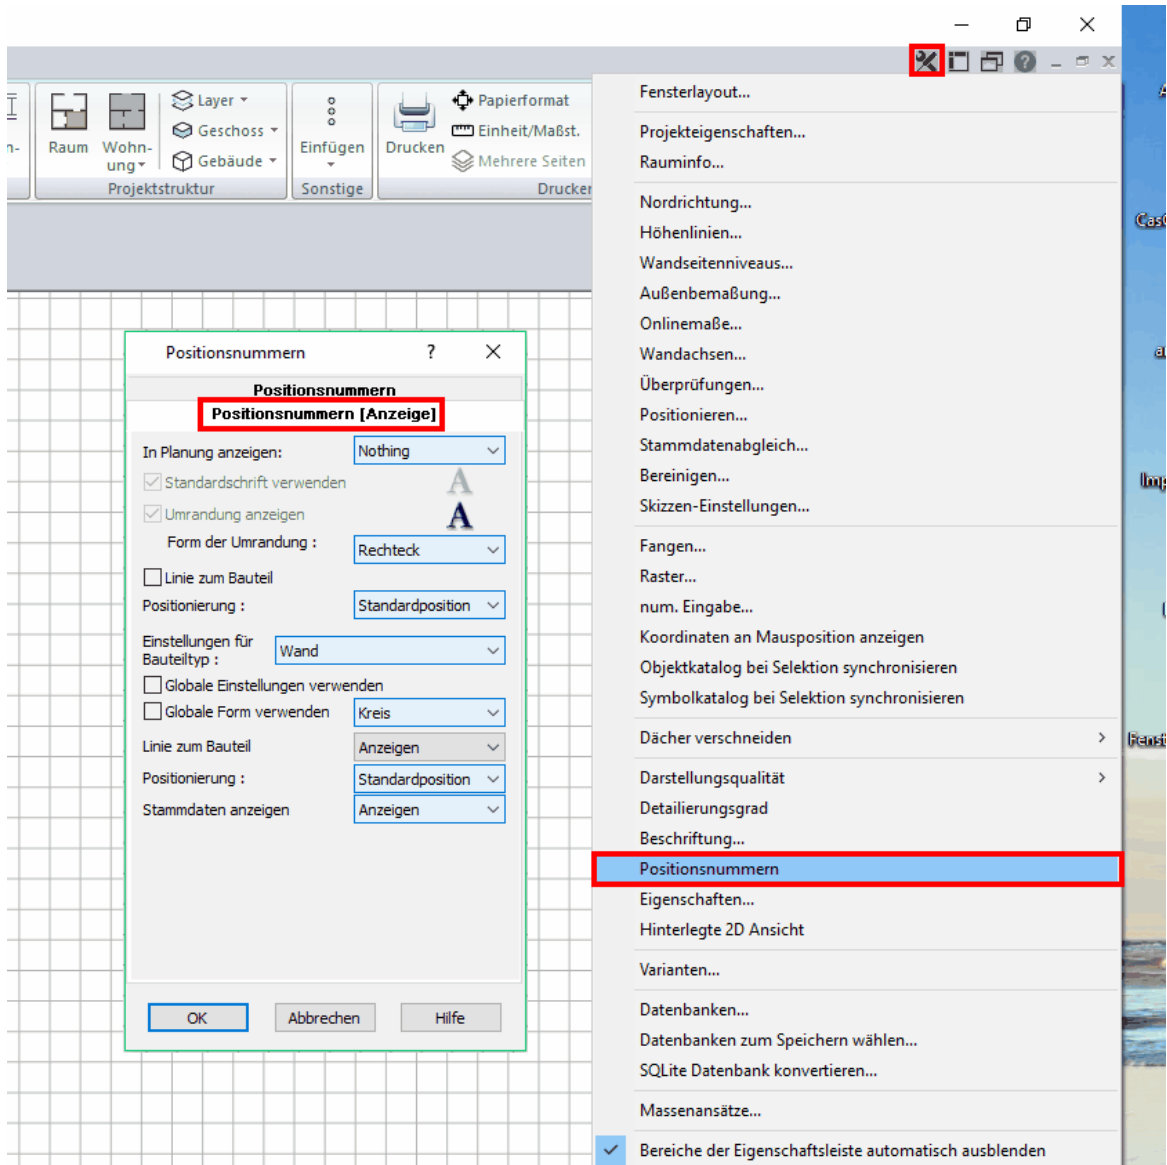 Layer
Geschoss
Gebäude
Raum
Wohn-
ung
Projektstruktur
Einfügen
Sonstige
Drucken
Papierformat
Einheit/Maßst.
Mehrere Seiten
Fensterlayout...
Projekteigenschaften...
Rauminfo...
Nordrichtung...
Höhenlinien...
Wandseitenniveaus...
Außenbemaßung...
Onlinemaße...
Wandachsen...
Überprüfungen...
Positionieren...
Stammdatenabgleich...
Bereinigen...
Skizzen-Einstellungen...
Fangen...
Raster...
num. Eingabe...
Koordinaten an Mausposition anzeigen
Objektkatalog bei Selektion synchronisieren
Symbolkatalog bei Selektion synchronisieren
Dächer verschneiden
Darstellungsqualität
Detailierungsgrad
Beschriftung...
Positionsnummern
Eigenschaften...
Hinterlegte 2D Ansicht
Varianten...
Datenbanken...
Datenbanken zum Speichern wählen...
SQLite Datenbank konvertieren...
Massenansätze...
Bereiche der Eigenschaftsleiste automatisch ausblenden
Positionsnummern ?
Positionsnummern
Positionsnummern [Anzeige]
In Planung anzeigen: Nothing
Standardschrift verwenden A
Umrandung anzeigen A
Form der Umrandung : Rechteck
Linie zum Bauteil
Positionierung : Standardposition
Einstellungen für
Bauteiltyp : Wand
Globale Einstellungen verwenden
Globale Form verwenden Kreis
Linie zum Bauteil Anzeigen
Positionierung : Standardposition
Stammdaten anzeigen Anzeigen
OK Abbrechen Hilfe